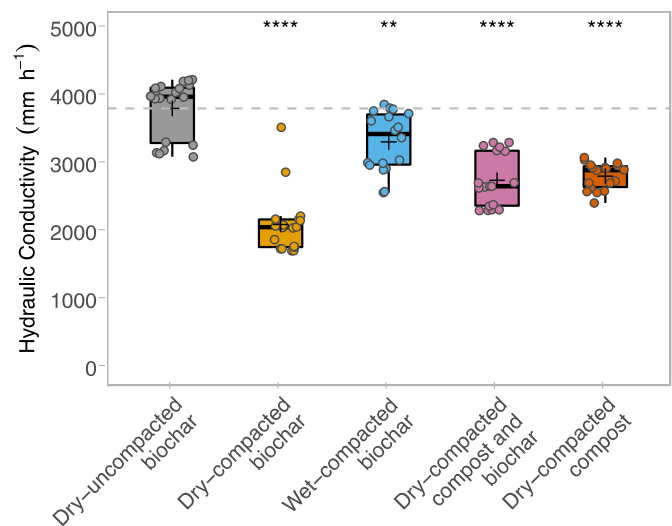 ****
**
****
****
5000
4000
3000
2000
1000
0
Hydraulic Conductivity (mm h⁻¹)
Dry−uncompacted
biochar
Dry−compacted
biochar
Wet−compacted
biochar
Dry−compacted
compost and
biochar
Dry−compacted
compost